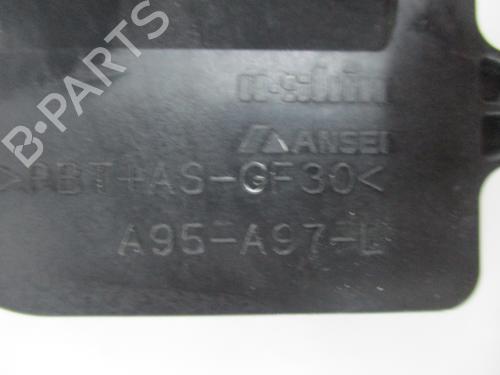 B-PARTS
ANSEI
>PBT+AS-GF30<
A95-A97-L